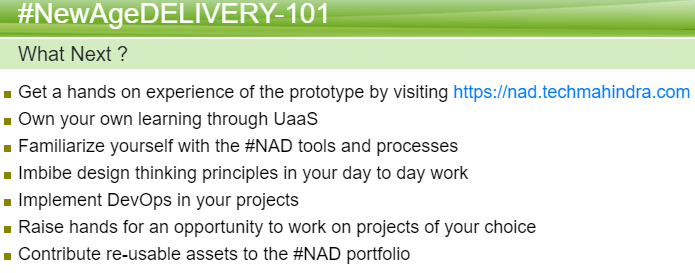 #NewAgeDELIVERY-101
What Next ?
Get a hands on experience of the prototype by visiting https://nad.techmahindra.com
Own your own learning through UaaS
Familiarize yourself with the #NAD tools and processes
Imbibe design thinking principles in your day to day work
Implement DevOps in your projects
Raise hands for an opportunity to work on projects of your choice
Contribute re-usable assets to the #NAD portfolio